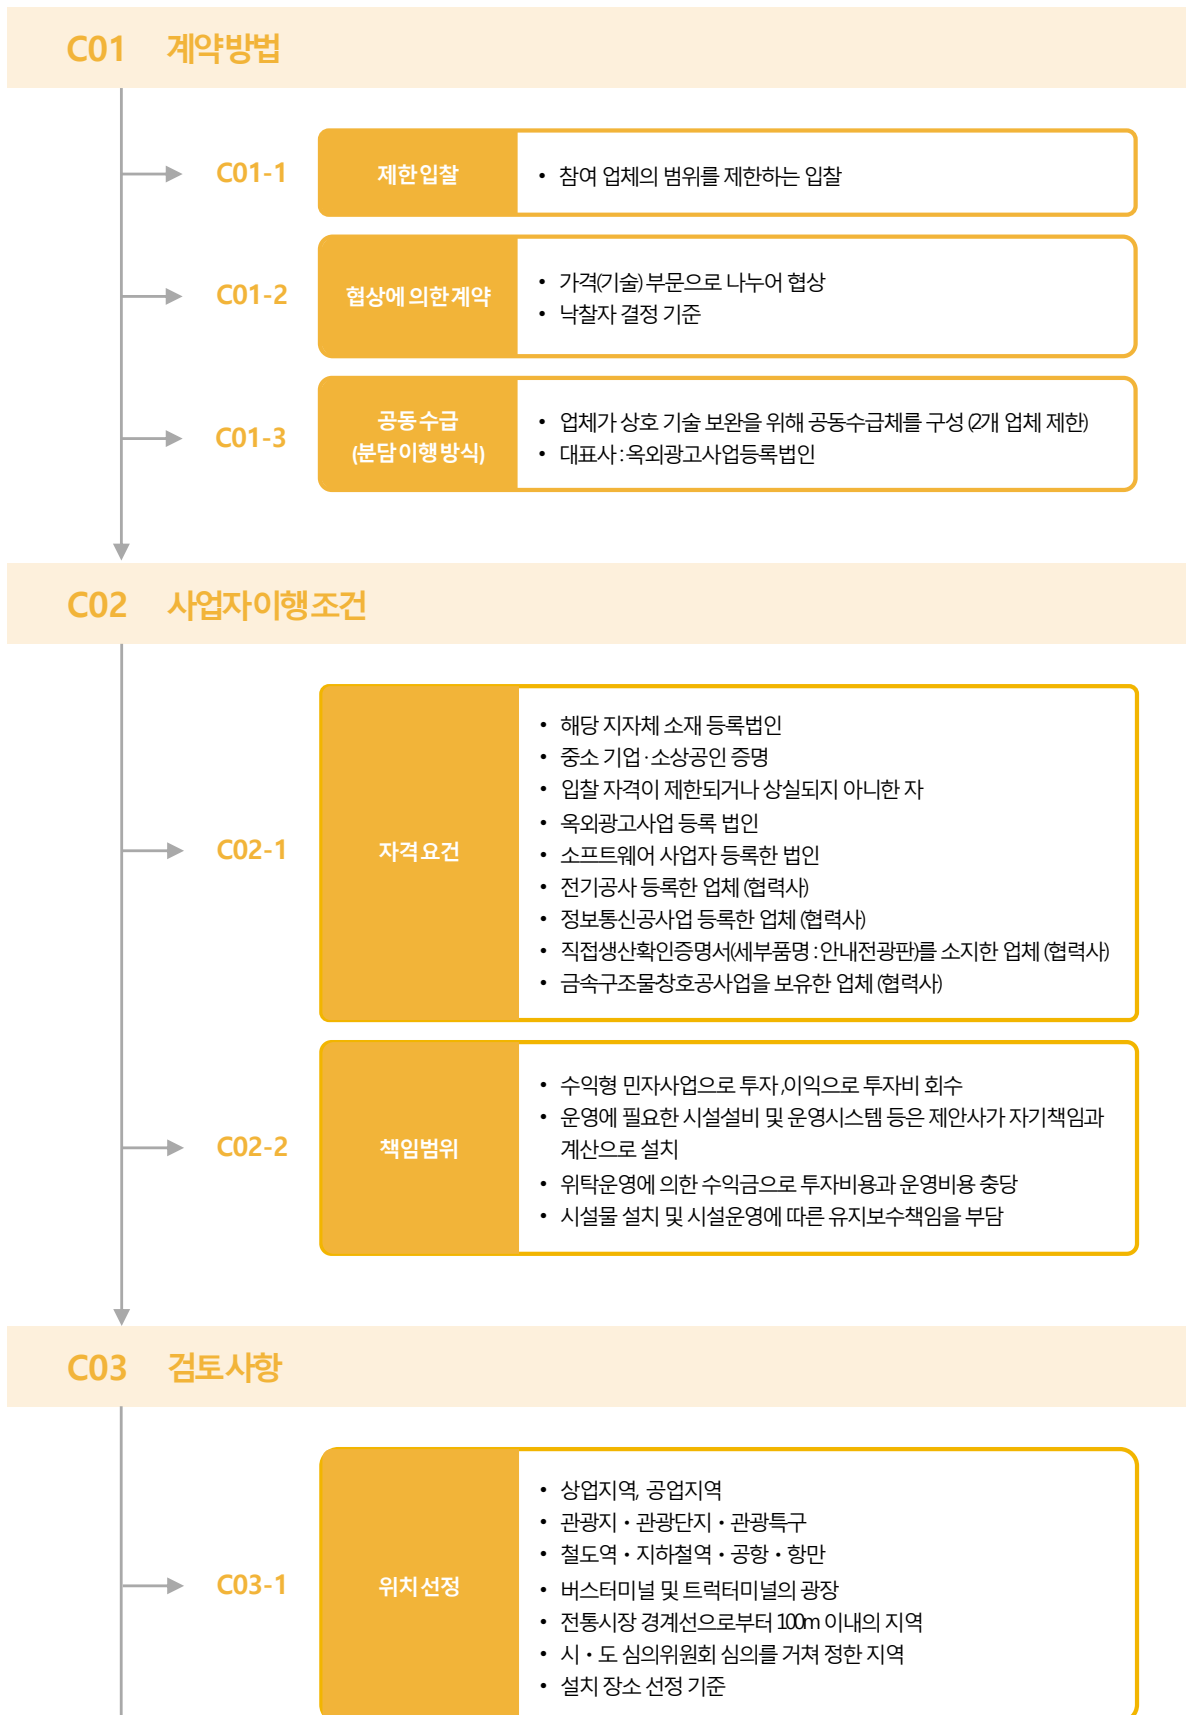 C01 계약방법
C01-1
제한입찰
• 참여 업체의 범위를 제한하는 입찰
C01-2
협상에 의한 계약
• 가격(기술) 부문으로 나누어 협상
• 낙찰자 결정 기준
C01-3
공동 수급
(분담 이행 방식)
• 업체가 상호 기술 보완을 위해 공동수급체를 구성 (2개 업체 제한)
• 대표사 : 옥외광고사업등록법인
C02 사업자 이행 조건
C02-1
자격 요건
• 해당 지자체 소재 등록법인
• 중소 기업·소상공인 증명
• 입찰 자격이 제한되거나 상실되지 아니한 자
• 옥외광고사업 등록 법인
• 소프트웨어 사업자 등록한 법인
• 전기공사 등록한 업체 (협력사)
• 정보통신공사업 등록한 업체 (협력사)
• 직접생산확인증명서(세부품명 : 안내전광판)를 소지한 업체 (협력사)
• 금속구조물창호공사업을 보유한 업체 (협력사)
C02-2
책임범위
• 수익형 민자사업으로 투자, 이익으로 투자비 회수
• 운영에 필요한 시설설비 및 운영시스템 등은 제안사가 자기책임과
계산으로 설치
• 위탁운영에 의한 수익금으로 투자비용과 운영비용 충당
• 시설물 설치 및 시설운영에 따른 유지보수책임을 부담
C03 검토 사항
C03-1
위치 선정
• 상업지역, 공업지역
• 관광지・관광단지・관광특구
• 철도역・지하철역・공항・항만
• 버스터미널 및 트럭터미널의 광장
• 전통시장 경계선으로부터 100m 이내의 지역
• 시・도 심의위원회 심의를 거쳐 정한 지역
• 설치 장소 선정 기준